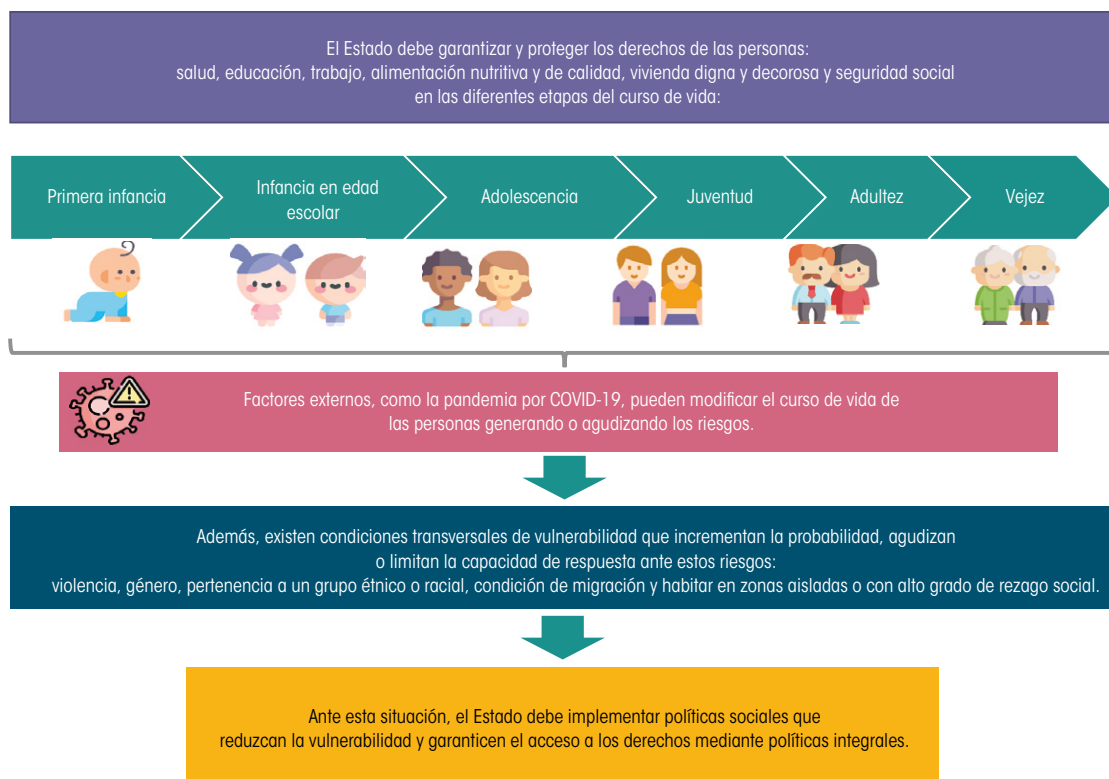 El Estado debe garantizar y proteger los derechos de las personas:
salud, educación, trabajo, alimentación nutritiva y de calidad, vivienda digna y decorosa y seguridad social
en las diferentes etapas del curso de vida:
Primera infancia
Infancia en edad
escolar
Adolescencia
Juventud
Adultez
Vejez
Factores externos, como la pandemia por COVID-19, pueden modificar el curso de vida de
las personas generando o agudizando los riesgos.
Además, existen condiciones transversales de vulnerabilidad que incrementan la probabilidad, agudizan
o limitan la capacidad de respuesta ante estos riesgos:
violencia, género, pertenencia a un grupo étnico o racial, condición de migración y habitar en zonas aisladas o con alto grado de rezago social.
Ante esta situación, el Estado debe implementar políticas sociales que
reduzcan la vulnerabilidad y garanticen el acceso a los derechos mediante políticas integrales.